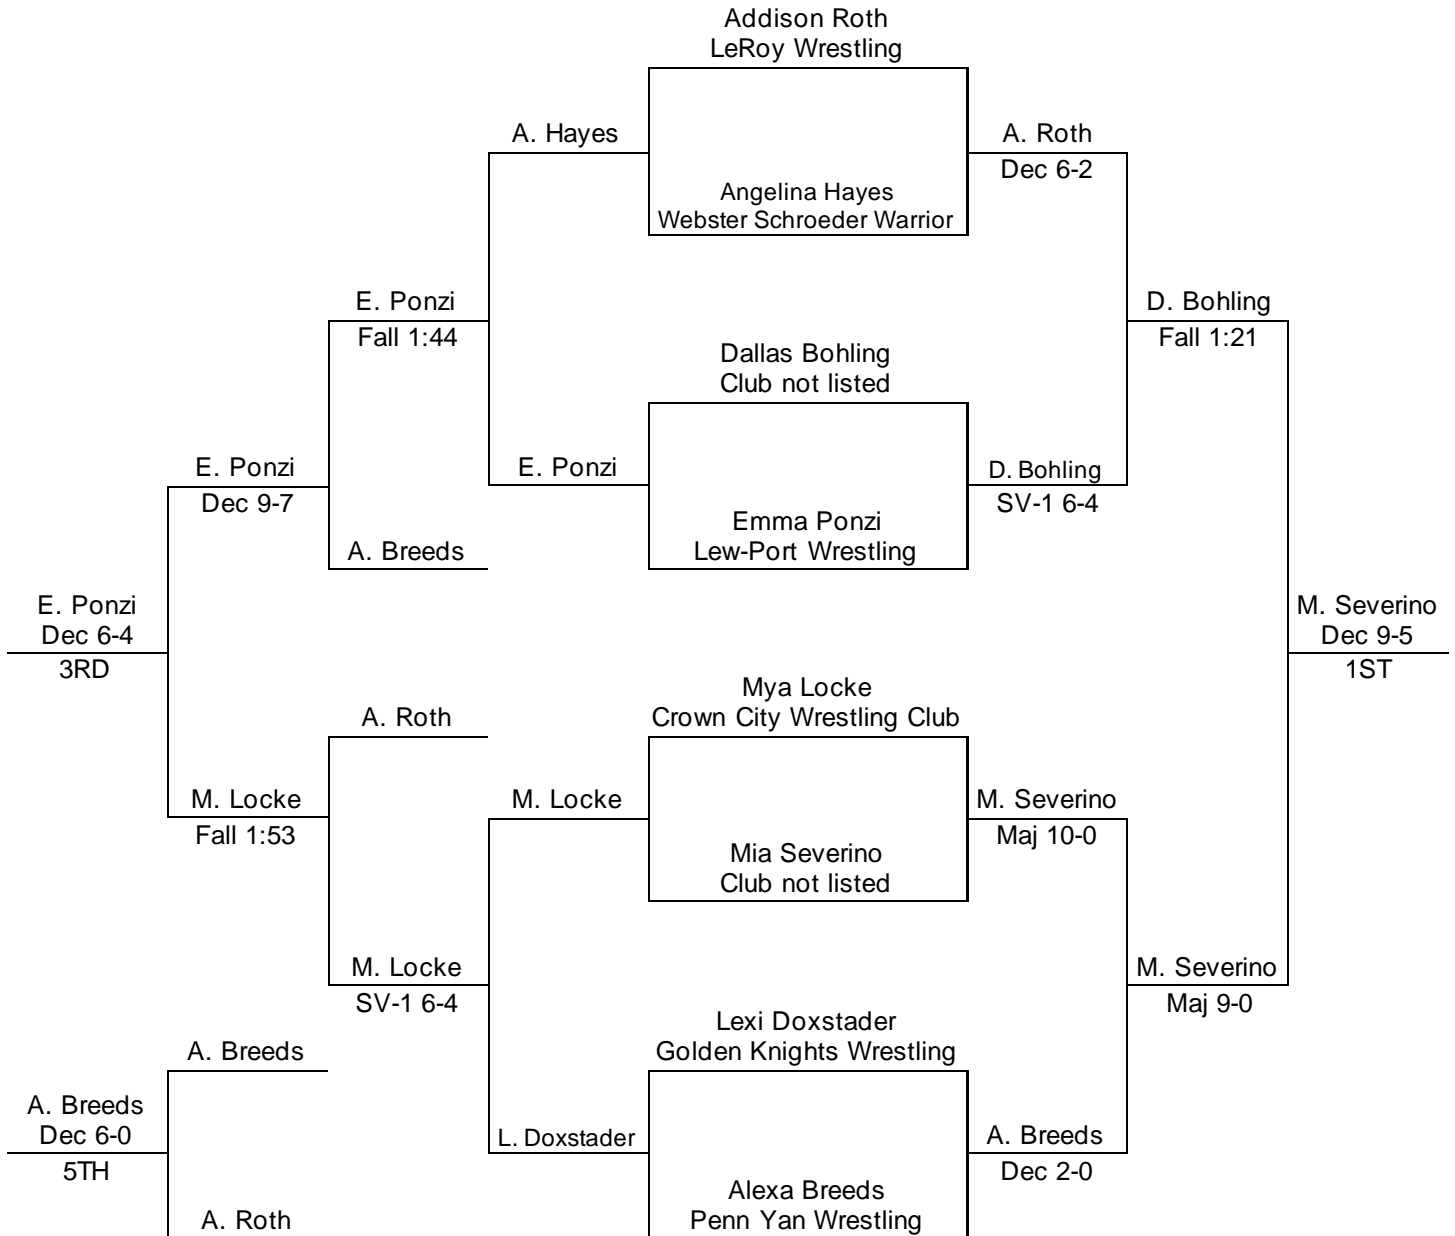 Addison Roth
LeRoy Wrestling
A. Hayes
A. Roth
Dec 6-2
Angelina Hayes
Webster Schroeder Warrior
E. Ponzi
Fall 1:44
D. Bohling
Fall 1:21
Dallas Bohling
Club not listed
E. Ponzi
Dec 9-7
E. Ponzi
D. Bohling
SV-1 6-4
Emma Ponzi
Lew-Port Wrestling
A. Breeds
E. Ponzi
Dec 6-4
3RD
M. Severino
Dec 9-5
1ST
Mya Locke
Crown City Wrestling Club
A. Roth
M. Locke
Fall 1:53
M. Locke
M. Severino
Maj 10-0
Mia Severino
Club not listed
M. Locke
SV-1 6-4
M. Severino
Maj 9-0
Lexi Doxstader
Golden Knights Wrestling
A. Breeds
A. Breeds
Dec 6-0
5TH
L. Doxstader
A. Breeds
Dec 2-0
Alexa Breeds
Penn Yan Wrestling
A. Roth